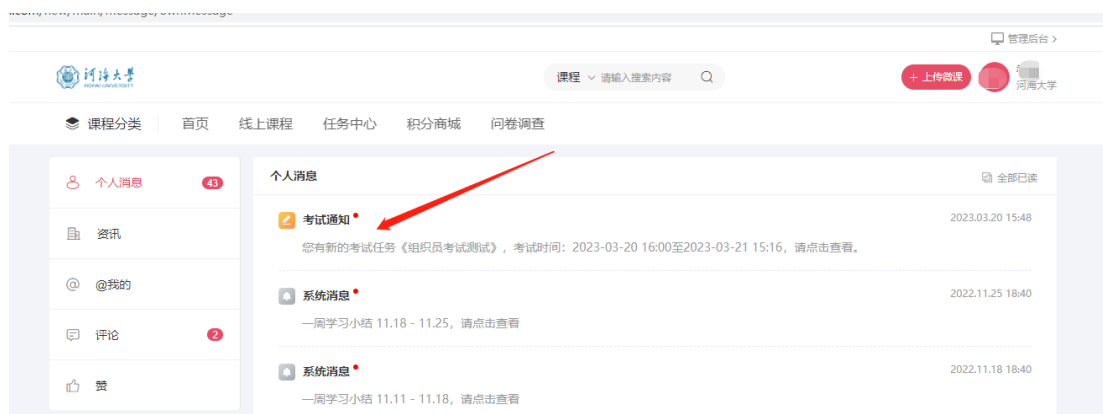 管理后台 >
河海大学
HOHAI UNIVERSITY
课程 请输入搜索内容
+ 上传微课
河海大学
课程分类 首页 线上课程 任务中心 积分商城 问卷调查
个人消息 43
资讯
@ @我的
评论 2
赞
个人消息
全部已读
考试通知 2023.03.20 15:48
您有新的考试任务《组织员考试测试》，考试时间：2023-03-20 16:00至2023-03-21 15:16，请点击查看。
系统消息 2022.11.25 18:40
一周学习小结 11.18 - 11.25，请点击查看
系统消息 2022.11.18 18:40
一周学习小结 11.11 - 11.18，请点击查看